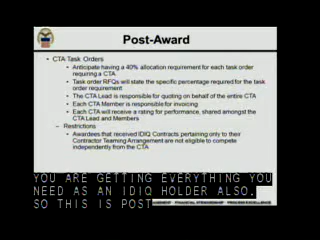 Post-Award
• CTA Task Orders
• Anticipate having a 40% allocation requirement for each task order
requiring a CTA
• Task order RFQs will state the specific percentage required for the task
order requirement
• The CTA Lead is responsible for quoting on behalf of the entire CTA
• Each CTA Member is responsible for invoicing
• Each CTA will receive a rating for performance, shared amongst the
CTA Lead and Members
– Restrictions
• Awardees that received IDIQ Contracts pertaining only to their
Contractor Teaming Arrangement are not eligible to compete
independently from the CTA
YOU ARE GETTING EVERYTHING YOU
NEED AS AN IDIQ HOLDER ALSO.
SO THIS IS POST
FINANCIAL STEWARDSHIP PROCESS EXCELLENCE